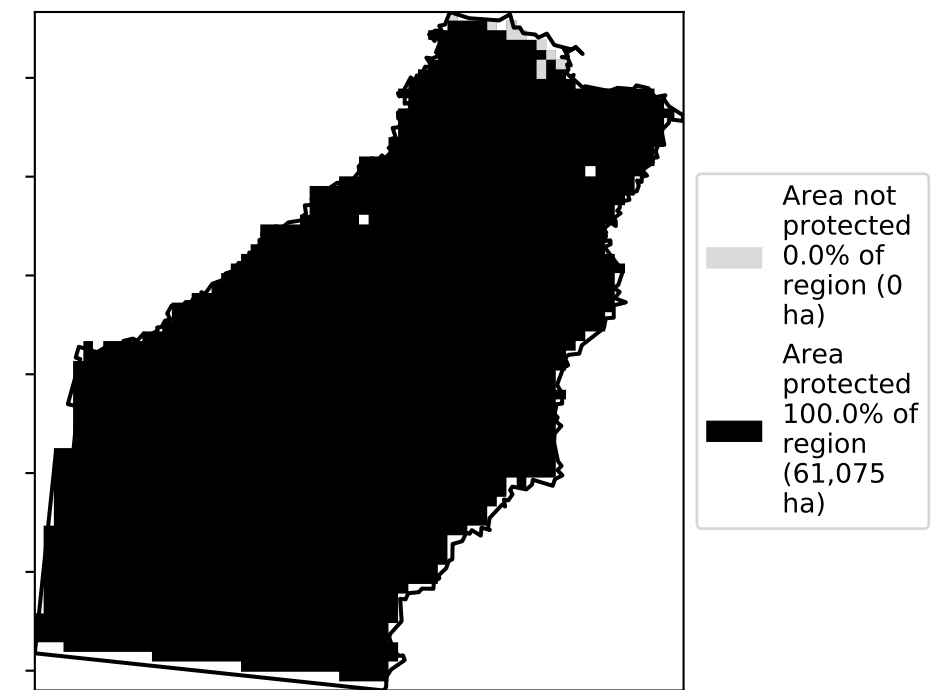 Area not
protected
0.0% of
region (0
ha)
Area
protected
100.0% of
region
(61,075
ha)